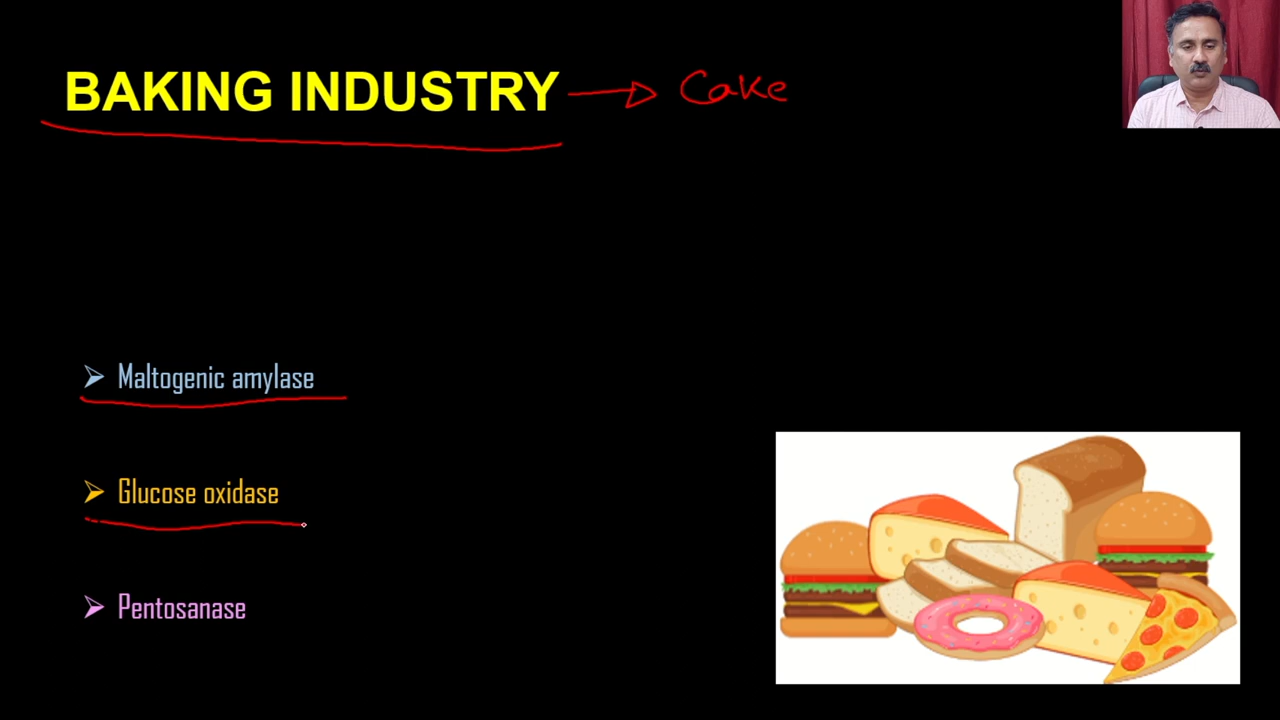 BAKING INDUSTRY → Cake
➢ Maltogenic amylase
➢ Glucose oxidase
➢ Pentosanase